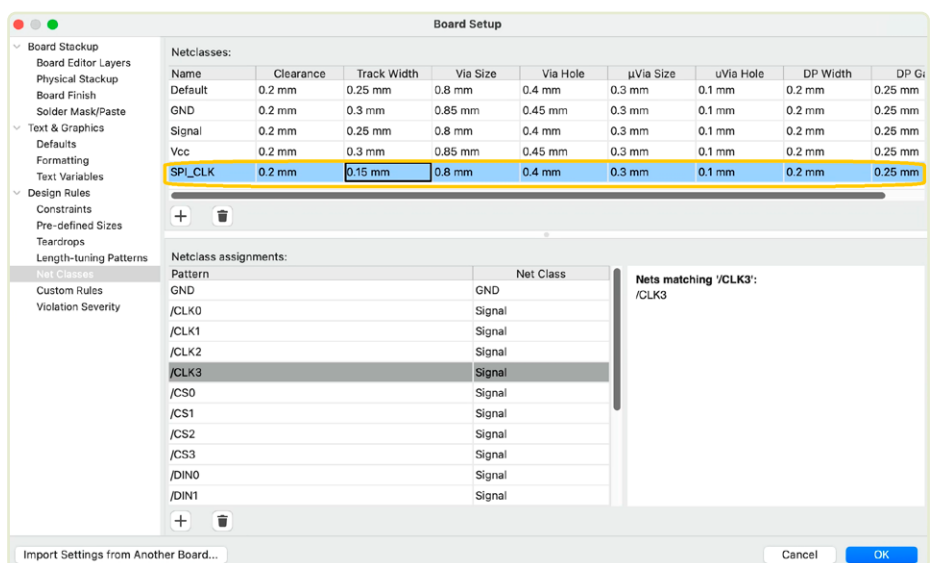 Board Setup
Board Stackup
Board Editor Layers
Physical Stackup
Board Finish
Solder Mask/Paste
Text & Graphics
Defaults
Formatting
Text Variables
Design Rules
Constraints
Pre-defined Sizes
Teardrops
Length-tuning Patterns
Net Classes
Custom Rules
Violation Severity
Netclasses:
Name Clearance Track Width Via Size Via Hole µVia Size uVia Hole DP Width DP Ga
Default 0.2 mm 0.25 mm 0.8 mm 0.4 mm 0.3 mm 0.1 mm 0.2 mm 0.25 mm
GND 0.2 mm 0.3 mm 0.85 mm 0.45 mm 0.3 mm 0.1 mm 0.2 mm 0.25 mm
Signal 0.2 mm 0.25 mm 0.8 mm 0.4 mm 0.3 mm 0.1 mm 0.2 mm 0.25 mm
Vcc 0.2 mm 0.3 mm 0.85 mm 0.45 mm 0.3 mm 0.1 mm 0.2 mm 0.25 mm
SPI_CLK 0.2 mm 0.15 mm 0.8 mm 0.4 mm 0.3 mm 0.1 mm 0.2 mm 0.25 mm
Netclass assignments:
Pattern Net Class
GND GND
/CLK0 Signal
/CLK1 Signal
/CLK2 Signal
/CLK3 Signal
/CS0 Signal
/CS1 Signal
/CS2 Signal
/CS3 Signal
/DIN0 Signal
/DIN1 Signal
Nets matching '/CLK3':
/CLK3
Import Settings from Another Board...
Cancel
OK